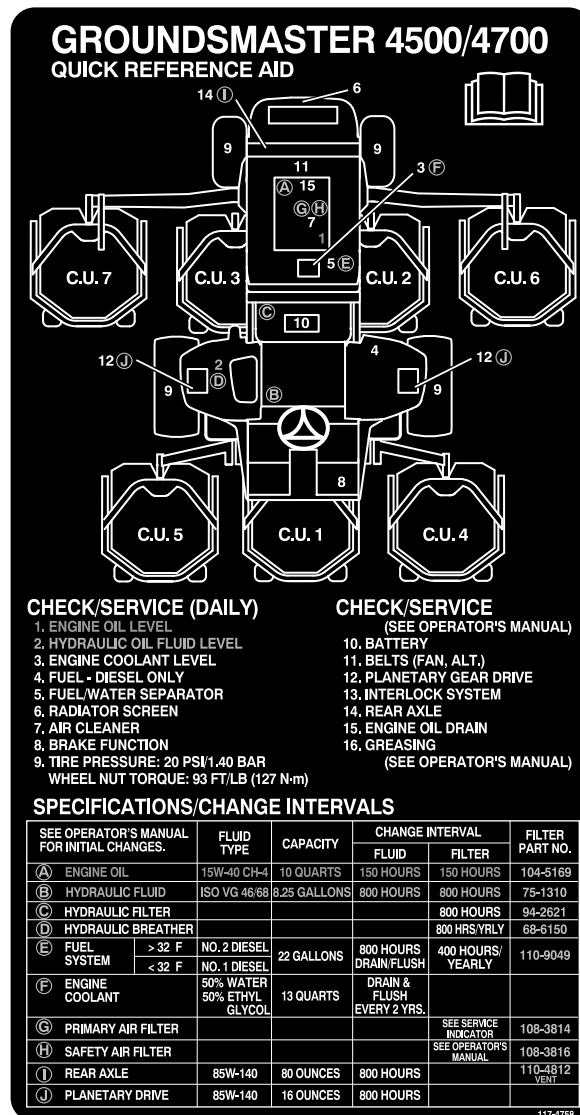 GROUNDSMASTER 4500/4700
QUICK REFERENCE AID
6
14 Ⓘ
9
9
11
3 Ⓕ
Ⓐ 15
Ⓖ Ⓗ
7
1
5 Ⓔ
C.U. 7
C.U. 3
C.U. 2
C.U. 6
Ⓒ
10
4
12 Ⓙ
2
Ⓓ
12 Ⓙ
9
Ⓑ
9
8
C.U. 5
C.U. 1
C.U. 4
CHECK/SERVICE (DAILY)
1. ENGINE OIL LEVEL
2. HYDRAULIC OIL FLUID LEVEL
3. ENGINE COOLANT LEVEL
4. FUEL - DIESEL ONLY
5. FUEL/WATER SEPARATOR
6. RADIATOR SCREEN
7. AIR CLEANER
8. BRAKE FUNCTION
9. TIRE PRESSURE: 20 PSI/1.40 BAR
WHEEL NUT TORQUE: 93 FT/LB (127 N·m)
CHECK/SERVICE
(SEE OPERATOR'S MANUAL)
10. BATTERY
11. BELTS (FAN, ALT.)
12. PLANETARY GEAR DRIVE
13. INTERLOCK SYSTEM
14. REAR AXLE
15. ENGINE OIL DRAIN
16. GREASING
(SEE OPERATOR'S MANUAL)
SPECIFICATIONS/CHANGE INTERVALS
SEE OPERATOR'S MANUAL FOR INITIAL CHANGES. FLUID TYPE CAPACITY CHANGE INTERVAL FLUID FILTER FILTER PART NO.
Ⓐ ENGINE OIL 15W-40 CH-4 10 QUARTS 150 HOURS 150 HOURS 104-5169
Ⓑ HYDRAULIC FLUID ISO VG 46/68 8.25 GALLONS 800 HOURS 800 HOURS 75-1310
Ⓒ HYDRAULIC FILTER 800 HOURS 94-2621
Ⓓ HYDRAULIC BREATHER 800 HRS/YRLY 68-6150
Ⓔ FUEL SYSTEM > 32 F NO. 2 DIESEL 22 GALLONS 800 HOURS DRAIN/FLUSH 400 HOURS/ YEARLY 110-9049
< 32 F NO. 1 DIESEL
Ⓕ ENGINE COOLANT 50% WATER 50% ETHYL GLYCOL 13 QUARTS DRAIN & FLUSH EVERY 2 YRS.
Ⓖ PRIMARY AIR FILTER SEE SERVICE INDICATOR 108-3814
Ⓗ SAFETY AIR FILTER SEE OPERATOR'S MANUAL 108-3816
Ⓘ REAR AXLE 85W-140 80 OUNCES 800 HOURS 110-4812 VENT
Ⓙ PLANETARY DRIVE 85W-140 16 OUNCES 800 HOURS
117-4758